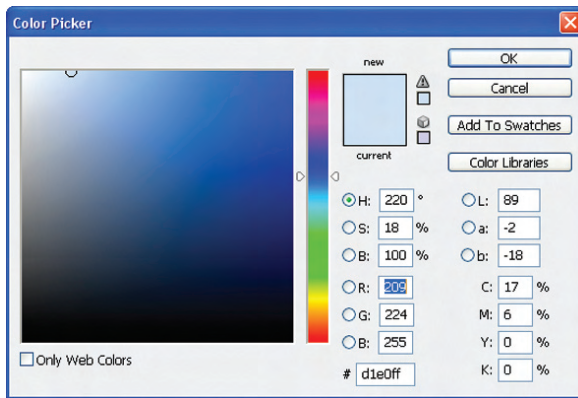 Color Picker
new
current
OK
Cancel
Add To Swatches
Color Libraries
H: 220 °
S: 18 %
B: 100 %
R: 209
G: 224
B: 255
# d1e0ff
L: 89
a: -2
b: -18
C: 17 %
M: 6 %
Y: 0 %
K: 0 %
Only Web Colors